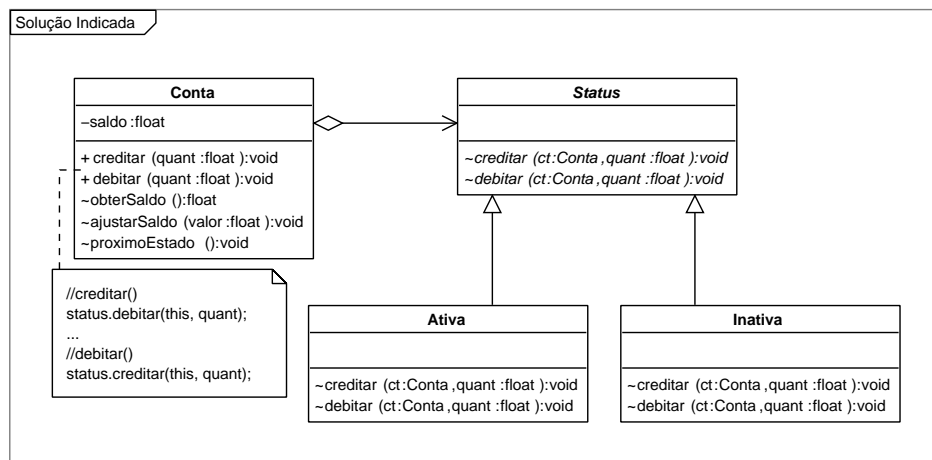 Solução Indicada
Conta
–saldo :float
+ creditar (quant :float ):void
+ debitar (quant :float ):void
~obterSaldo ():float
~ajustarSaldo (valor :float ):void
~proximoEstado ():void
Status
~creditar (ct:Conta ,quant :float ):void
~debitar (ct:Conta ,quant :float ):void
//creditar()
status.debitar(this, quant);
...
//debitar()
status.creditar(this, quant);
Ativa
~creditar (ct:Conta ,quant :float ):void
~debitar (ct:Conta ,quant :float ):void
Inativa
~creditar (ct:Conta ,quant :float ):void
~debitar (ct:Conta ,quant :float ):void